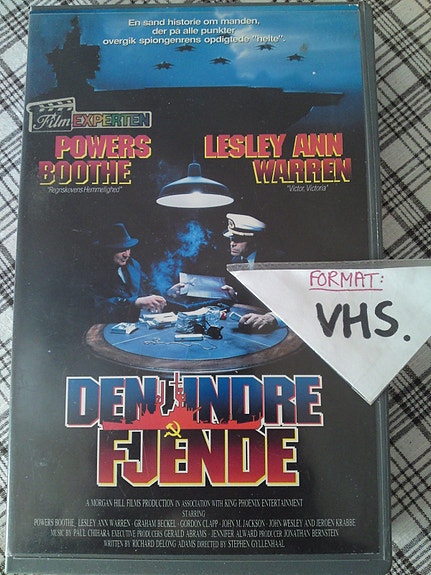 En sand historie om manden,
der på alle punkter
overgik spiongenrens opdigtede "helte".
Film EXPERTEN
POWERS BOOTHE
"Regnskovens Hemmelighed"
LESLEY ANN WARREN
"Victor, Victoria"
FORMAT:
VHS.
DEN INDRE
FJENDE
A MORGAN HILL FILMS PRODUCTION IN ASSOCIATION WITH KING PHOENIX ENTERTAINMENT
STARRING
POWERS BOOTHE, LESLEY ANN WARREN · GRAHAM BECKEL · GORDON CLAPP · JOHN M. JACKSON · JOHN WESLEY AND JEROEN KRABBE
MUSIC BY PAUL CHIHARA EXECUTIVE PRODUCERS GERALD ABRAMS · JENNIFER ALWARD PRODUCER JONATHAN BERNSTEIN
WRITTEN BY RICHARD DELONG ADAMS DIRECTED BY STEPHEN GYLLENHAAL